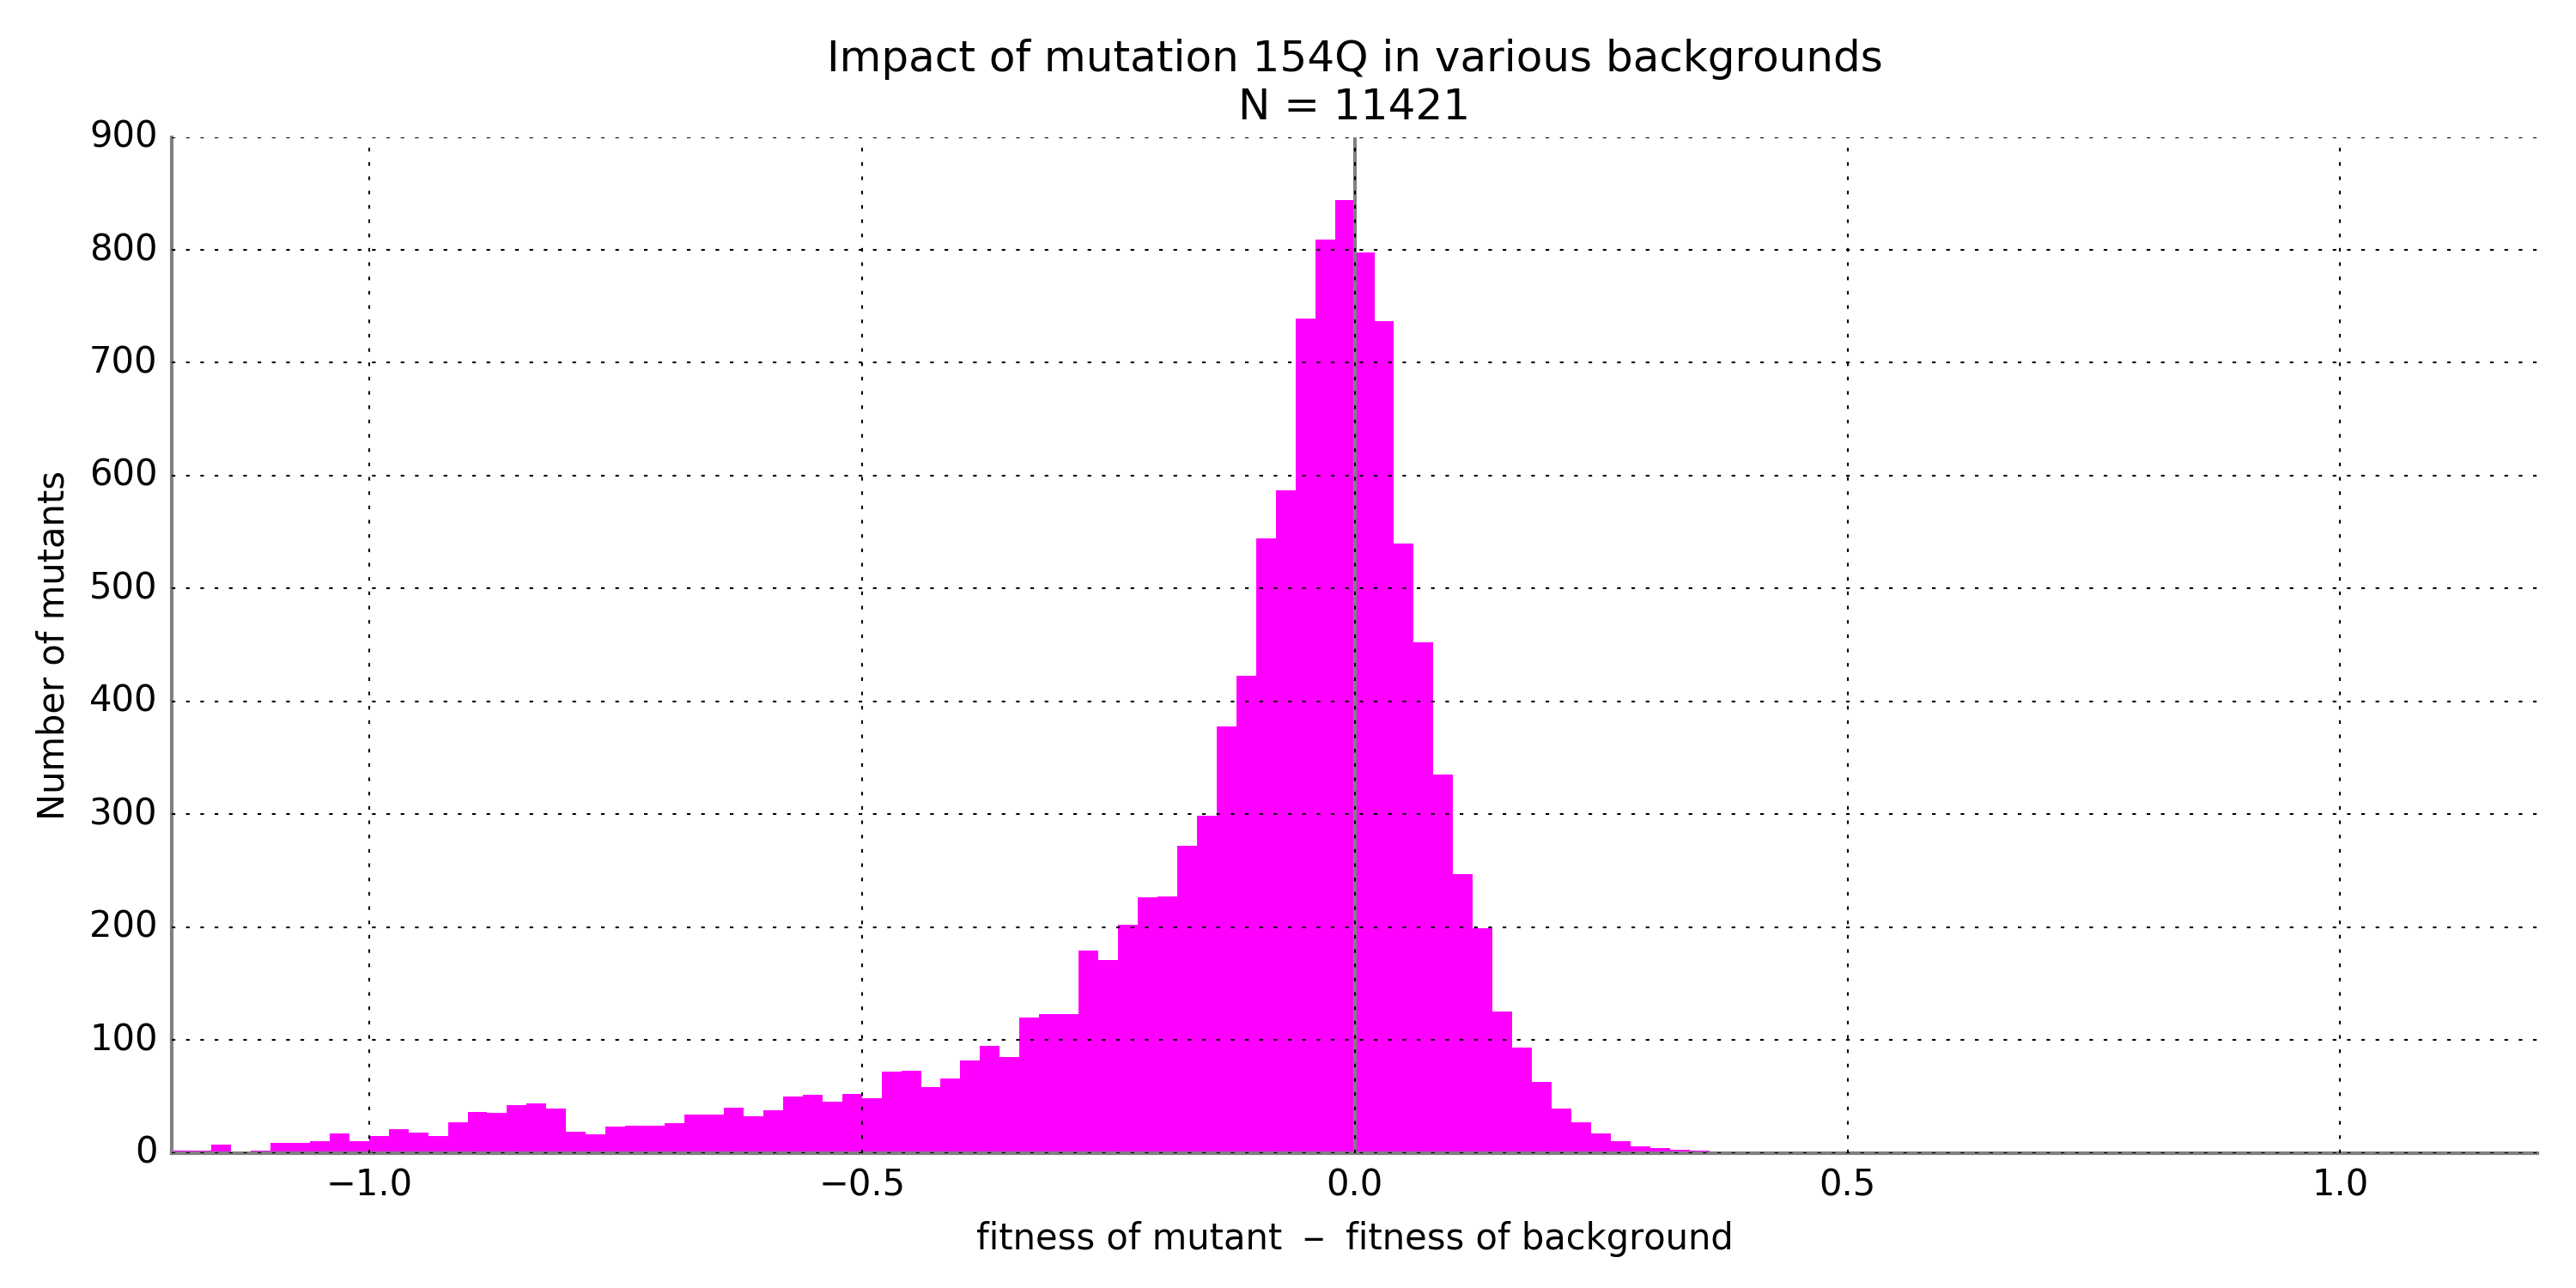 Impact of mutation 154Q in various backgrounds
N = 11421
900
800
700
600
500
400
300
200
100
0
Number of mutants
−1.0 −0.5 0.0 0.5 1.0
fitness of mutant – fitness of background